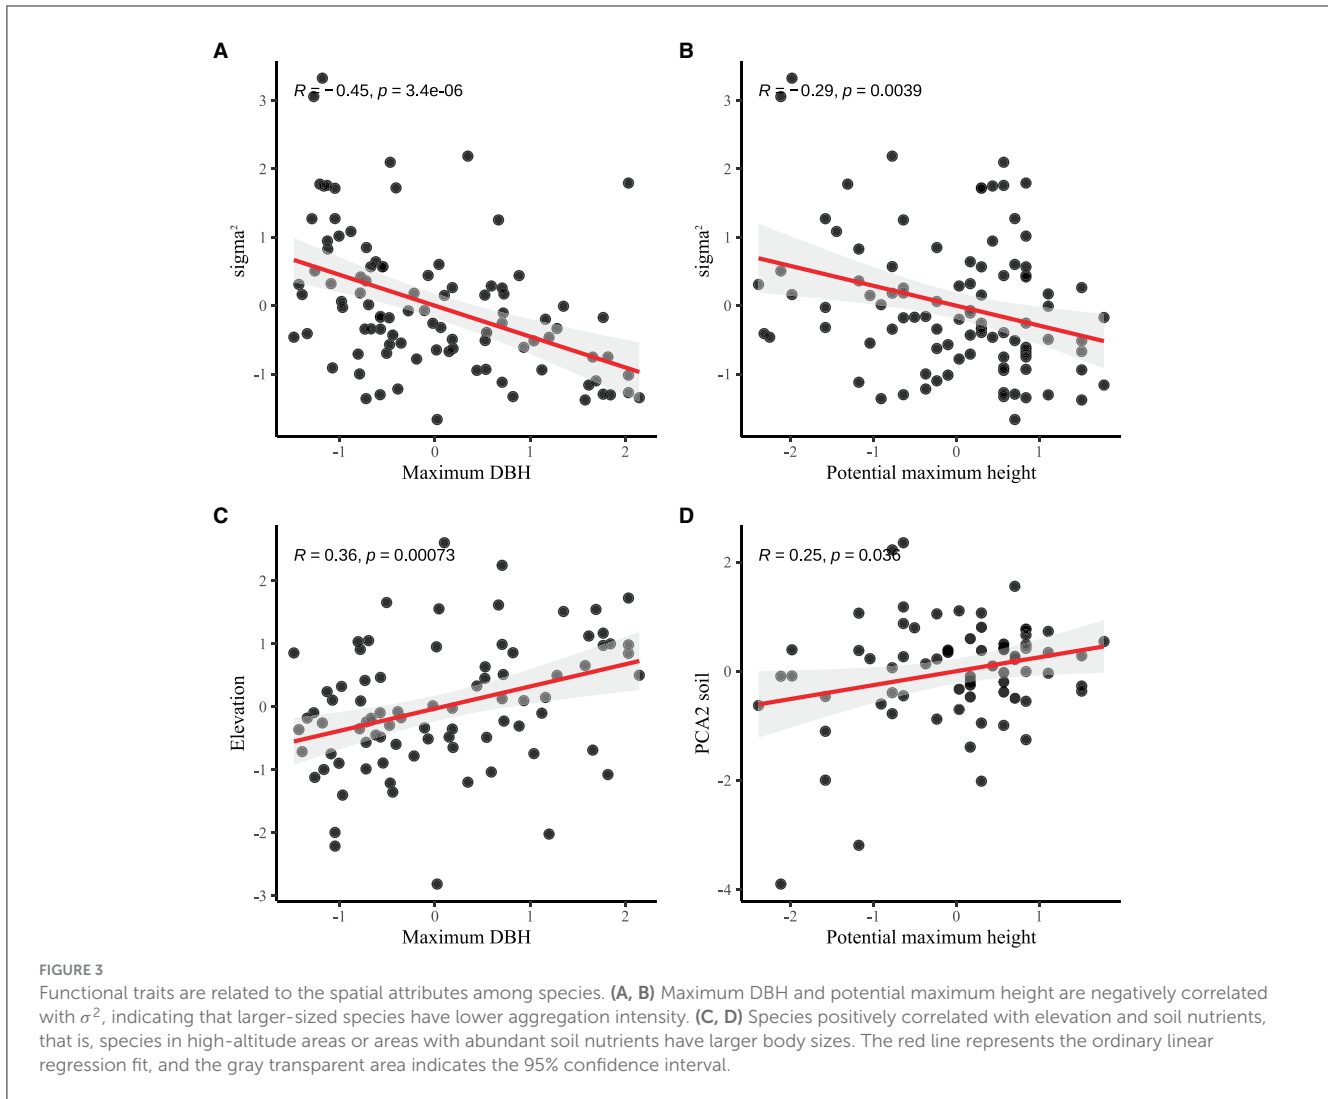 A
R = −0.45, p = 3.4e-06
3
2
1
0
-1
sigma²
-1 0 1 2
Maximum DBH
B
R = −0.29, p = 0.0039
3
2
1
0
-1
sigma²
-2 -1 0 1
Potential maximum height
C
R = 0.36, p = 0.00073
2
1
0
-1
-2
-3
Elevation
-1 0 1 2
Maximum DBH
D
R = 0.25, p = 0.036
2
0
-2
-4
PCA2 soil
-2 -1 0 1
Potential maximum height
FIGURE 3
Functional traits are related to the spatial attributes among species. (A, B) Maximum DBH and potential maximum height are negatively correlated
with σ², indicating that larger-sized species have lower aggregation intensity. (C, D) Species positively correlated with elevation and soil nutrients,
that is, species in high-altitude areas or areas with abundant soil nutrients have larger body sizes. The red line represents the ordinary linear
regression fit, and the gray transparent area indicates the 95% confidence interval.